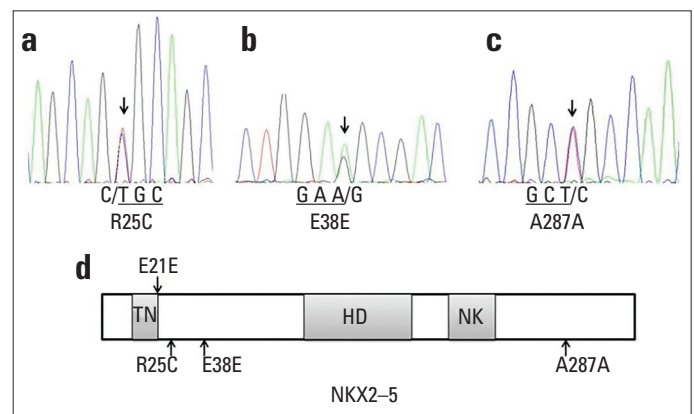 a b c
C/T G C G A A/G G C T/C
R25C E38E A287A
d
E21E
TN HD NK
R25C E38E A287A
NKX2–5